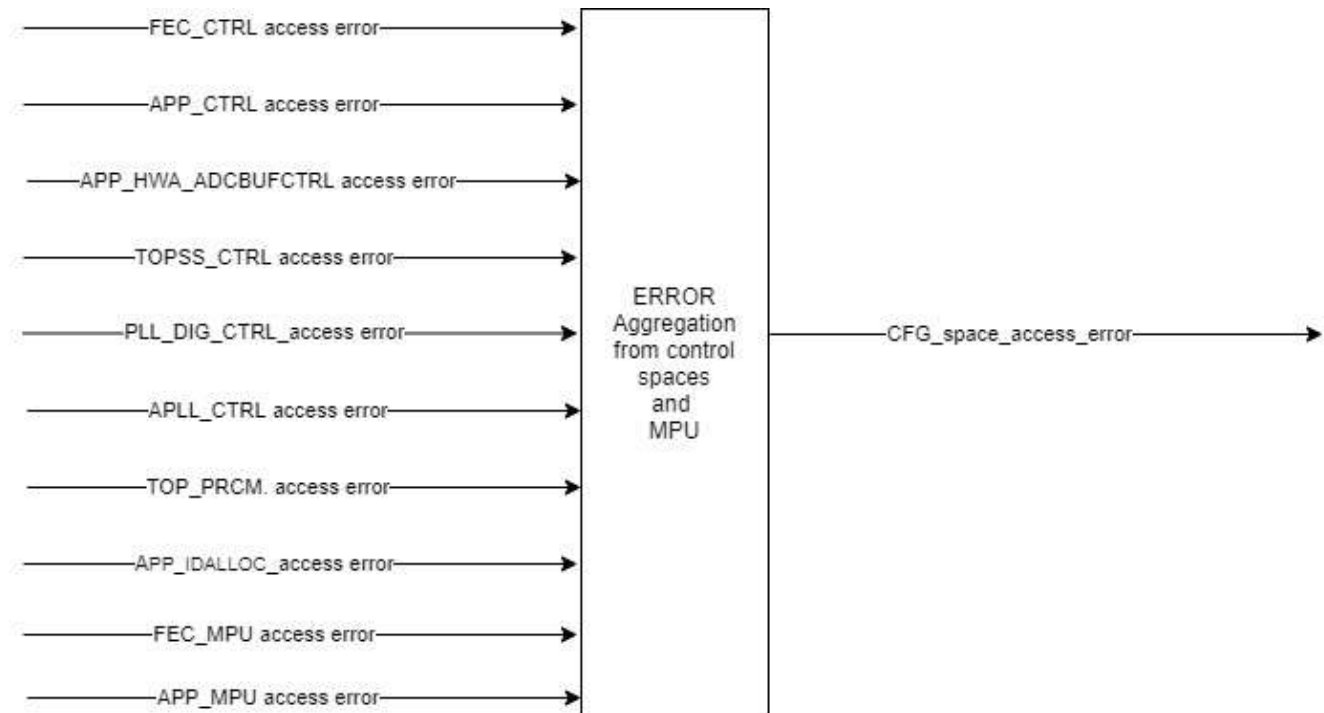 FEC_CTRL access error
APP_CTRL access error
APP_HWA_ADCBUFCTRL access error
TOPSS_CTRL access error
PLL_DIG_CTRL_access error
APLL_CTRL access error
TOP_PRCM. access error
APP_IDALLOC_access error
FEC_MPU access error
APP_MPU access error
ERROR
Aggregation
from control
spaces
and
MPU
CFG_space_access_error